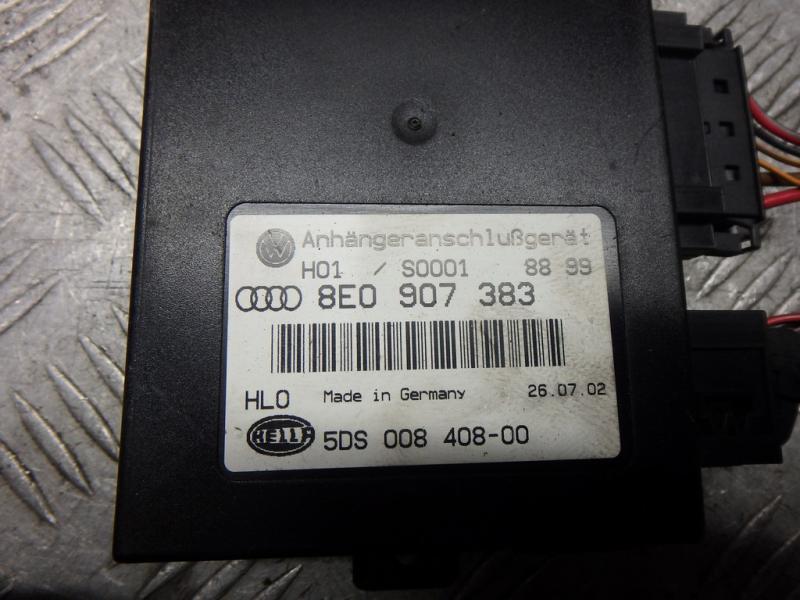 Anhängeranschlußgerät
H01 / S0001 88 99
8E0 907 383
HLO Made in Germany 26.07.02
HELLA 5DS 008 408-00